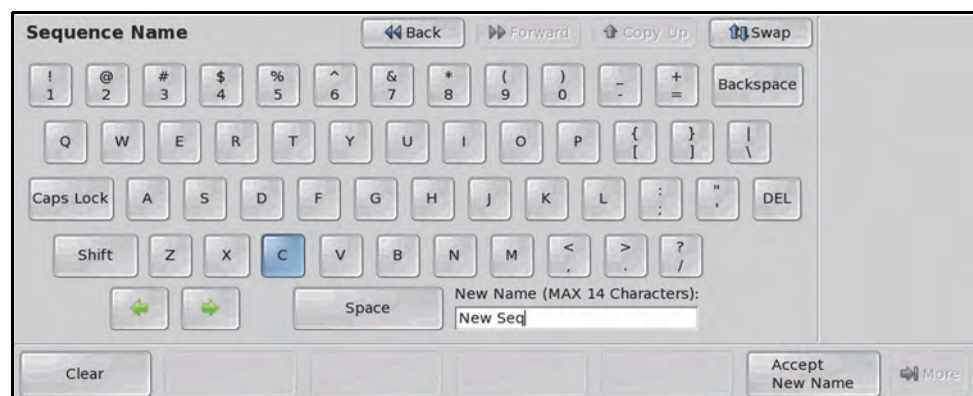 Sequence Name Back Forward Copy Up Swap
! @ # $ % ^ & * ( ) _ +
1 2 3 4 5 6 7 8 9 0 - = Backspace
Q W E R T Y U I O P { [ } ] | \
Caps Lock A S D F G H J K L : ; " ' DEL
Shift Z X C V B N M < , > . ? /
Space New Name (MAX 14 Characters):
New Seq
Clear Accept New Name More